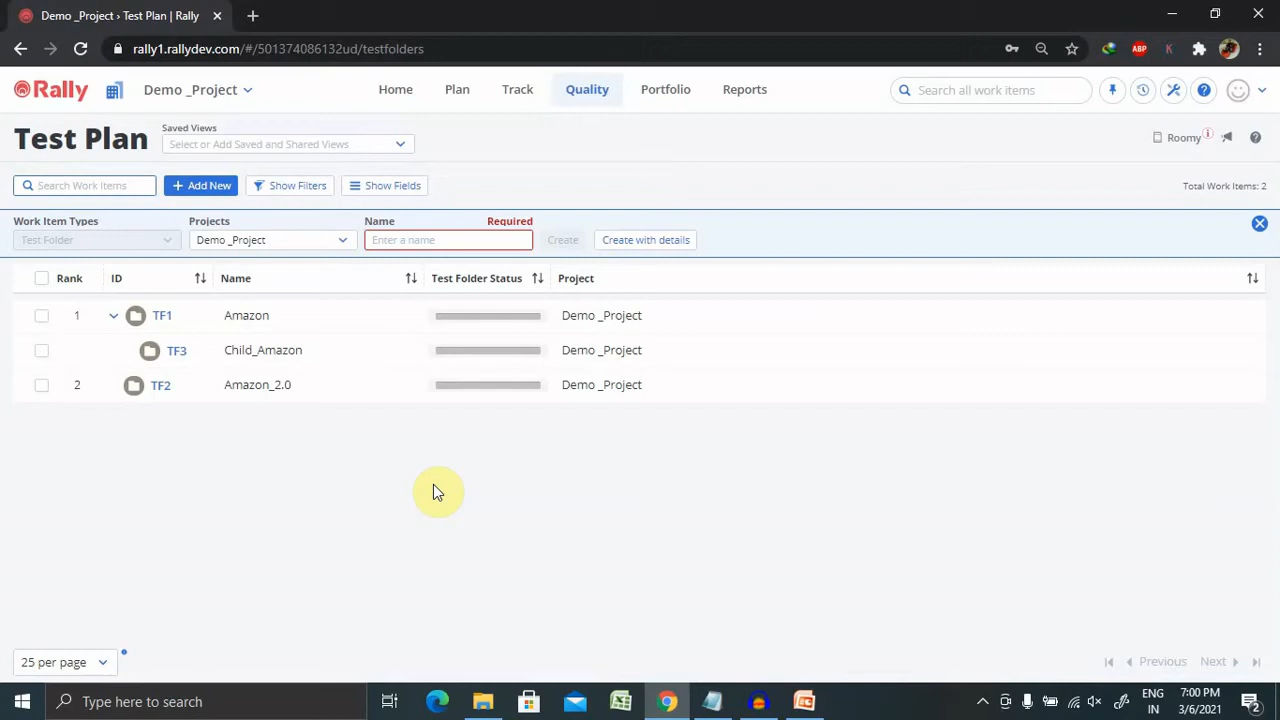 Demo _Project › Test Plan | Rally
rally1.rallydev.com/#/501374086132ud/testfolders
ABP
K
Rally
Demo _Project
Home
Plan
Track
Quality
Portfolio
Reports
Search all work items
Test Plan
Saved Views
Select or Add Saved and Shared Views
Roomy
Search Work Items
Add New
Show Filters
Show Fields
Total Work Items: 2
Work Item Types
Projects
Name
Required
Test Folder
Demo _Project
Enter a name
Create
Create with details
Rank
ID
Name
Test Folder Status
Project
1
TF1
Amazon
Demo _Project
TF3
Child_Amazon
Demo _Project
2
TF2
Amazon_2.0
Demo _Project
25 per page
Previous
Next
Type here to search
ENG
IN
7:00 PM
3/6/2021
2